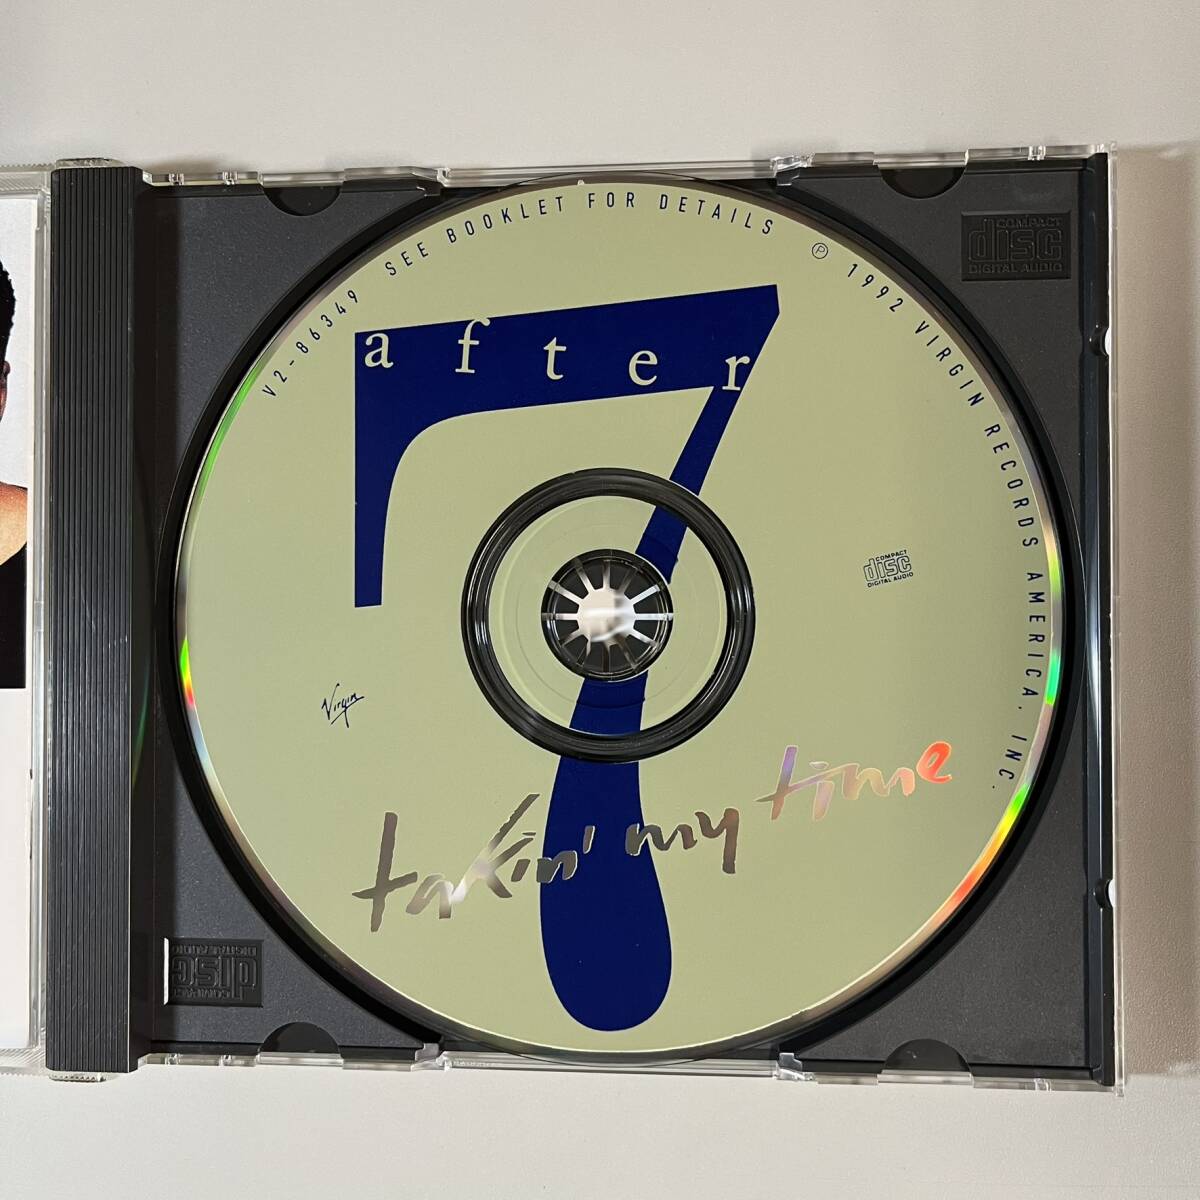 V2-86349 SEE BOOKLET FOR DETAILS ℗ 1992 VIRGIN RECORDS AMERICA, INC.
after
7
COMPACT
disc
DIGITAL AUDIO
COMPACT
disc
DIGITAL AUDIO
Virgin
takin' my time
COMPACT
disc
DIGITAL AUDIO